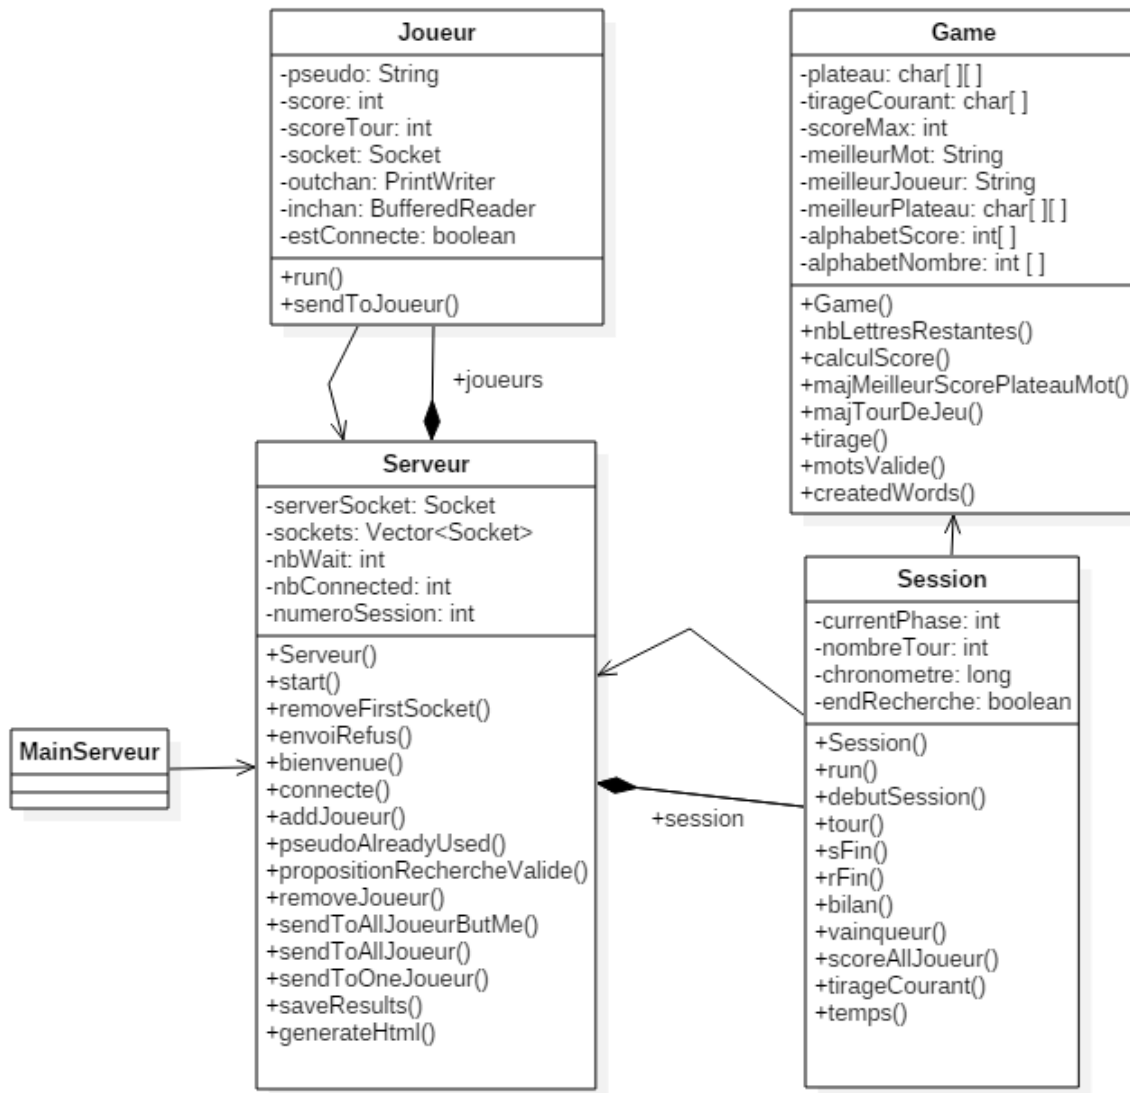 Joueur
-pseudo: String
-score: int
-scoreTour: int
-socket: Socket
-outchan: PrintWriter
-inchan: BufferedReader
-estConnecte: boolean
+run()
+sendToJoueur()
Game
-plateau: char[ ][ ]
-tirageCourant: char[ ]
-scoreMax: int
-meilleurMot: String
-meilleurJoueur: String
-meilleurPlateau: char[ ][ ]
-alphabetScore: int[ ]
-alphabetNombre: int [ ]
+Game()
+nbLettresRestantes()
+calculScore()
+majMeilleurScorePlateauMot()
+majTourDeJeu()
+tirage()
+motsValide()
+createdWords()
+joueurs
Serveur
-serverSocket: Socket
-sockets: Vector<Socket>
-nbWait: int
-nbConnected: int
-numeroSession: int
+Serveur()
+start()
+removeFirstSocket()
+envoiRefus()
+bienvenue()
+connecte()
+addJoueur()
+pseudoAlreadyUsed()
+propositionRechercheValide()
+removeJoueur()
+sendToAllJoueurButMe()
+sendToAllJoueur()
+sendToOneJoueur()
+saveResults()
+generateHtml()
MainServeur
+session
Session
-currentPhase: int
-nombreTour: int
-chronometre: long
-endRecherche: boolean
+Session()
+run()
+debutSession()
+tour()
+sFin()
+rFin()
+bilan()
+vainqueur()
+scoreAllJoueur()
+tirageCourant()
+temps()